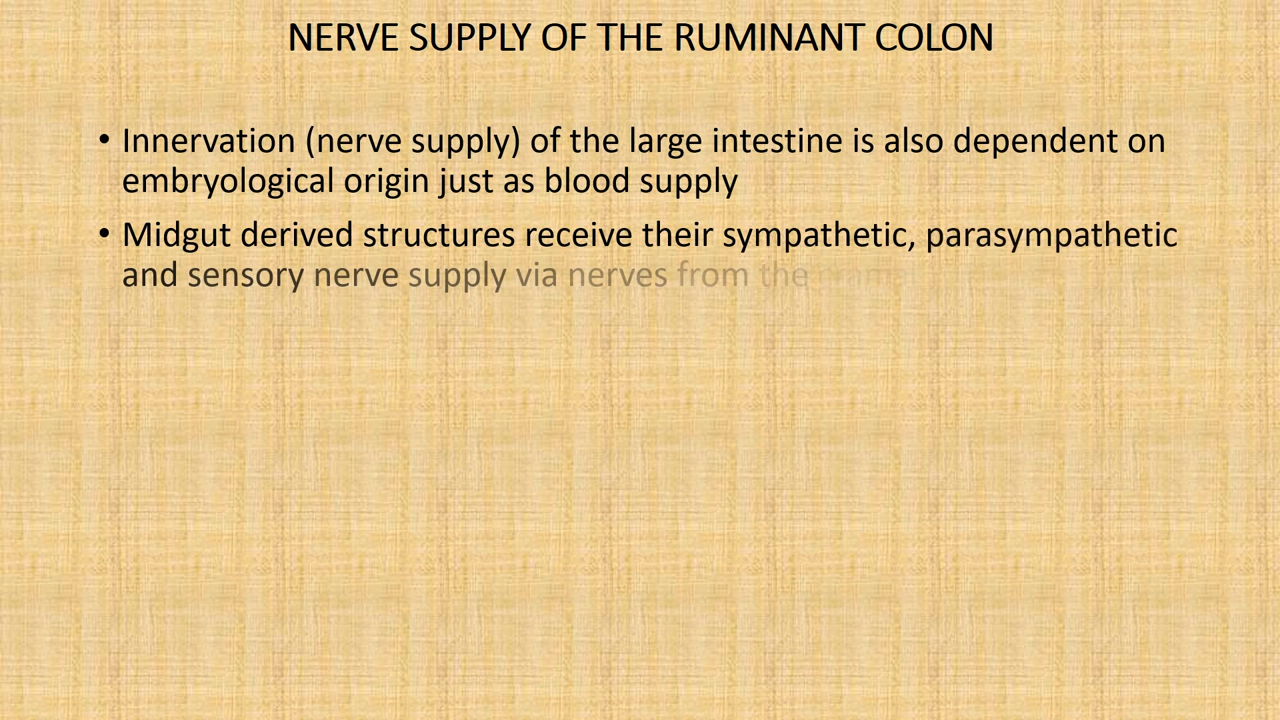 NERVE SUPPLY OF THE RUMINANT COLON
• Innervation (nerve supply) of the large intestine is also dependent on
embryological origin just as blood supply
• Midgut derived structures receive their sympathetic, parasympathetic
and sensory nerve supply via nerves from the